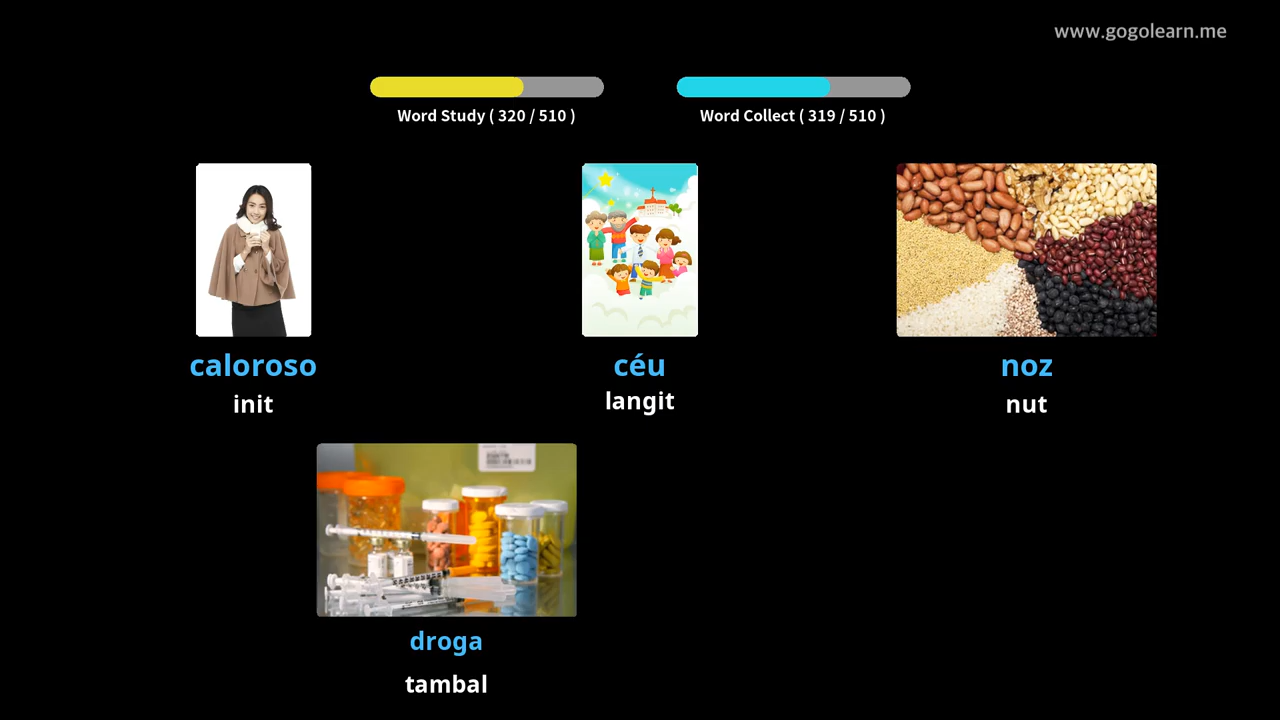 www.gogolearn.me
Word Study ( 320 / 510 )
Word Collect ( 319 / 510 )
caloroso
init
céu
langit
noz
nut
droga
tambal